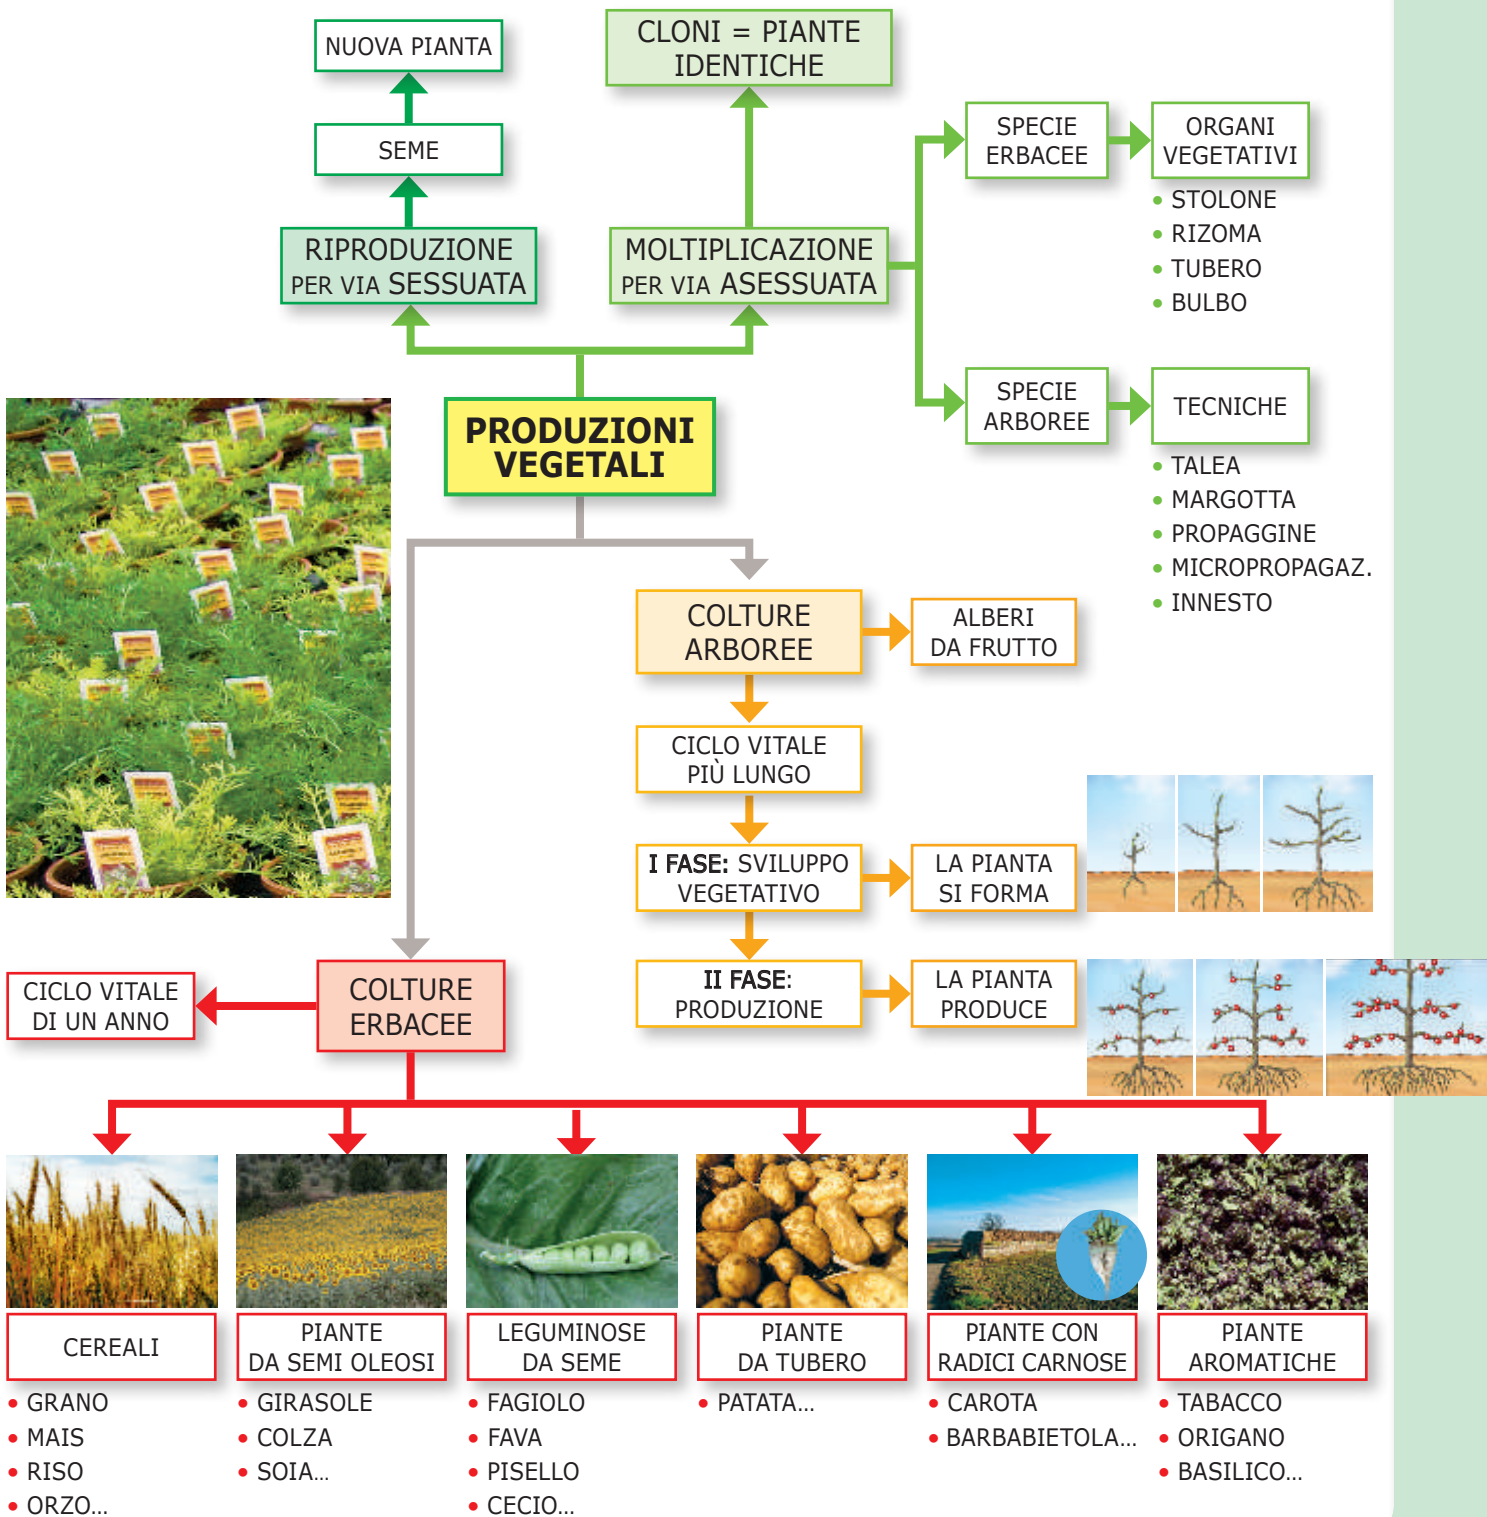 NUOVA PIANTA
SEME
RIPRODUZIONE
PER VIA SESSUATA
CLONI = PIANTE
IDENTICHE
MOLTIPLICAZIONE
PER VIA ASESSUATA
SPECIE
ERBACEE
ORGANI
VEGETATIVI
• STOLONE
• RIZOMA
• TUBERO
• BULBO
SPECIE
ARBOREE
TECNICHE
• TALEA
• MARGOTTA
• PROPAGGINE
• MICROPROPAGAZ.
• INNESTO
PRODUZIONI
VEGETALI
COLTURE
ARBOREE
ALBERI
DA FRUTTO
CICLO VITALE
PIÙ LUNGO
I FASE: SVILUPPO
VEGETATIVO
LA PIANTA
SI FORMA
II FASE:
PRODUZIONE
LA PIANTA
PRODUCE
COLTURE
ERBACEE
CICLO VITALE
DI UN ANNO
CEREALI
• GRANO
• MAIS
• RISO
• ORZO...
PIANTE
DA SEMI OLEOSI
• GIRASOLE
• COLZA
• SOIA...
LEGUMINOSE
DA SEME
• FAGIOLO
• FAVA
• PISELLO
• CECIO...
PIANTE
DA TUBERO
• PATATA...
PIANTE CON
RADICI CARNOSE
• CAROTA
• BARBABIETOLA...
PIANTE
AROMATICHE
• TABACCO
• ORIGANO
• BASILICO...